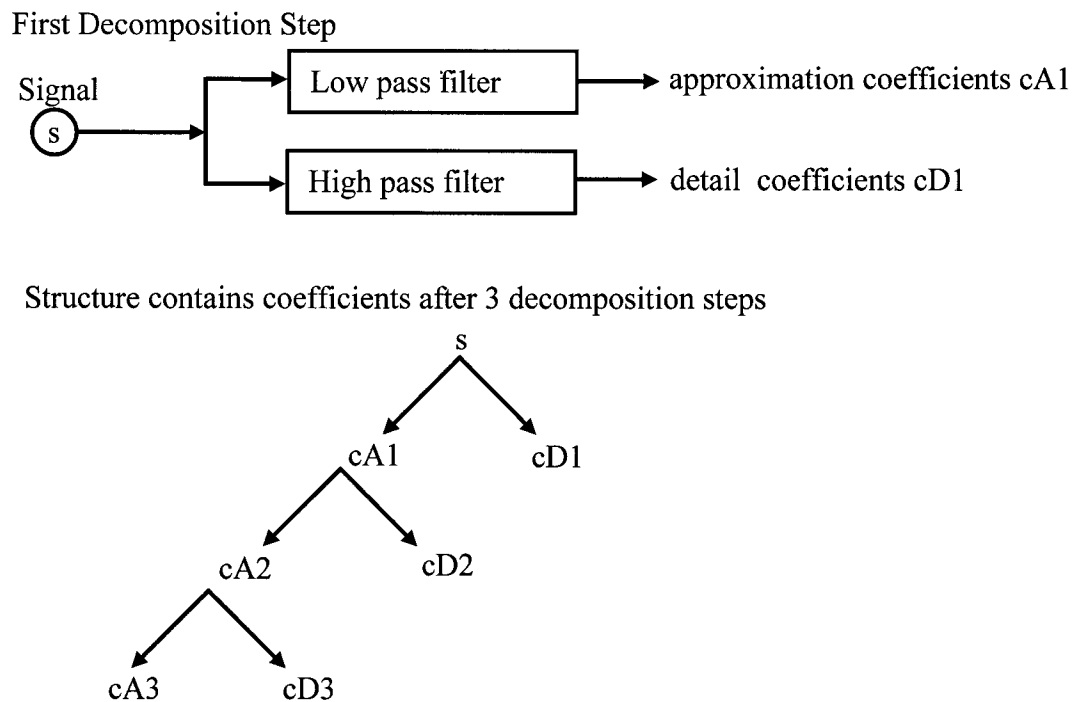 First Decomposition Step
Signal
s
Low pass filter
approximation coefficients cA1
High pass filter
detail coefficients cD1
Structure contains coefficients after 3 decomposition steps
s
cA1
cD1
cA2
cD2
cA3
cD3